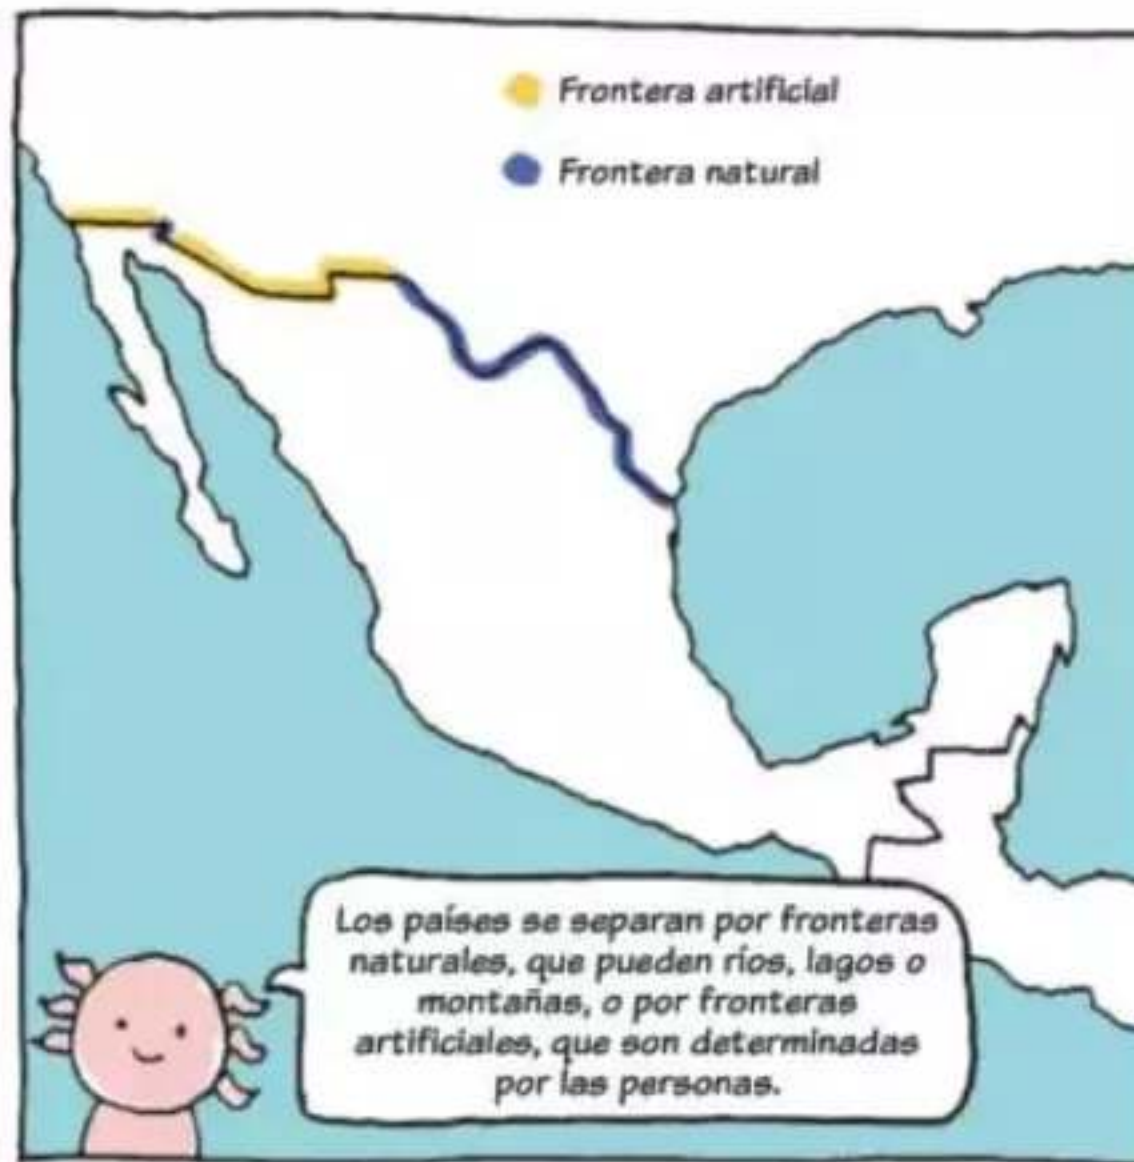 Frontera artificial
Frontera natural
Los países se separan por fronteras
naturales, que pueden ríos, lagos o
montañas, o por fronteras
artificiales, que son determinadas
por las personas.